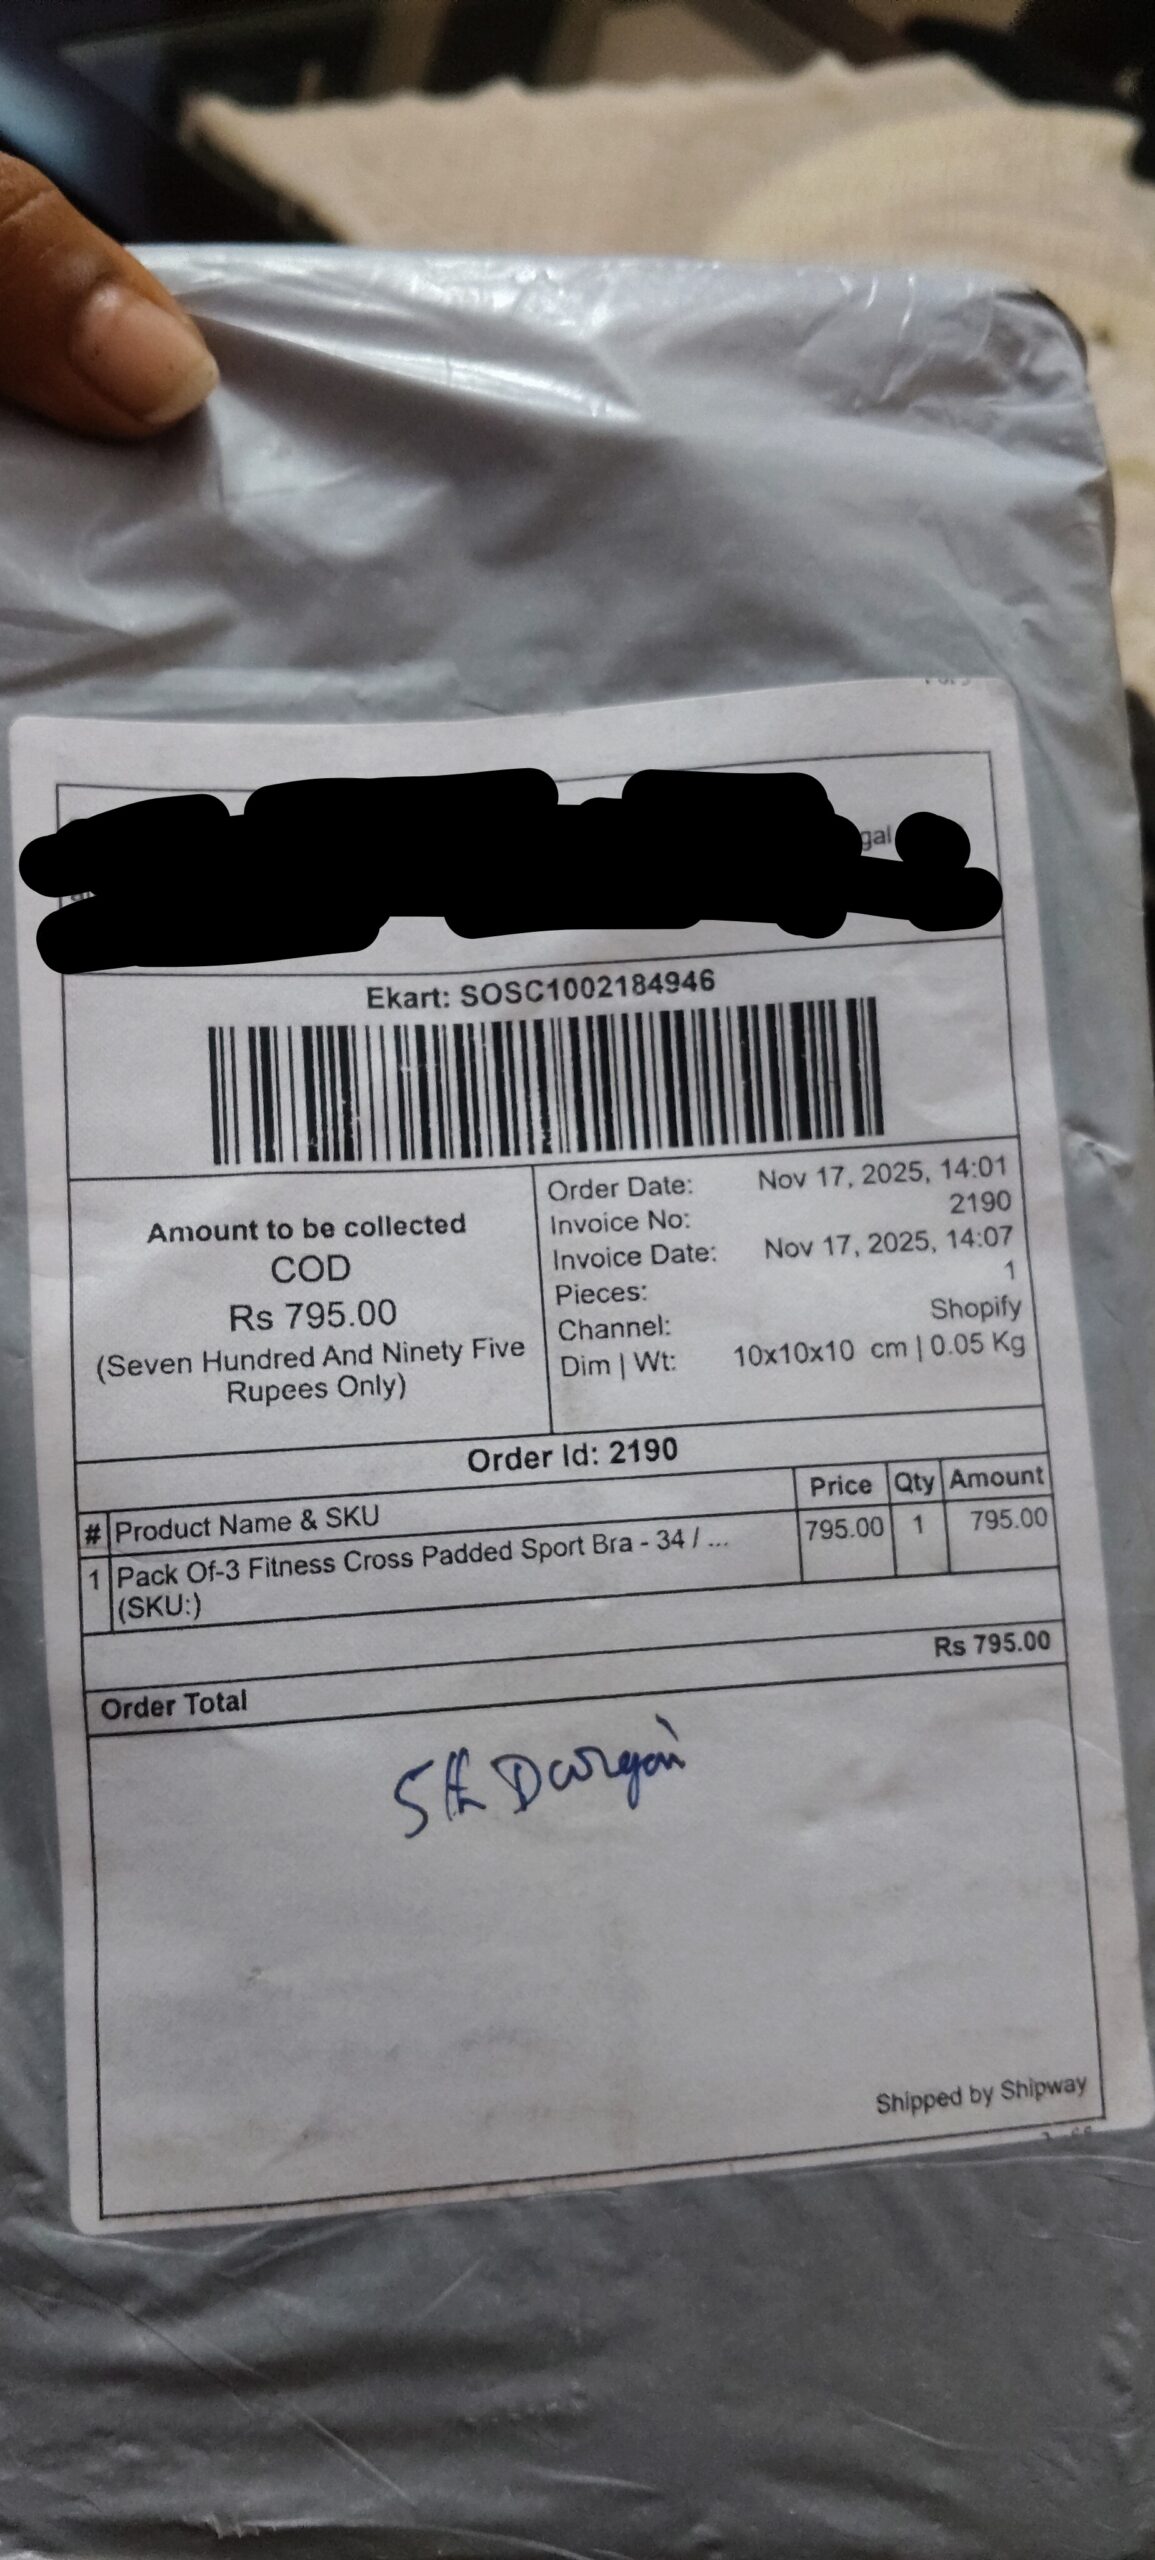 gal
Ekart: SOSC1002184946
Amount to be collected
COD
Rs 795.00
(Seven Hundred And Ninety Five
Rupees Only)
Order Date: Nov 17, 2025, 14:01
Invoice No: 2190
Invoice Date: Nov 17, 2025, 14:07
Pieces: 1
Channel: Shopify
Dim | Wt: 10x10x10 cm | 0.05 Kg
Order Id: 2190
# Product Name & SKU Price Qty Amount
1 Pack Of-3 Fitness Cross Padded Sport Bra - 34 / ... 795.00 1 795.00
(SKU:)
Order Total Rs 795.00
Shipped by Shipway